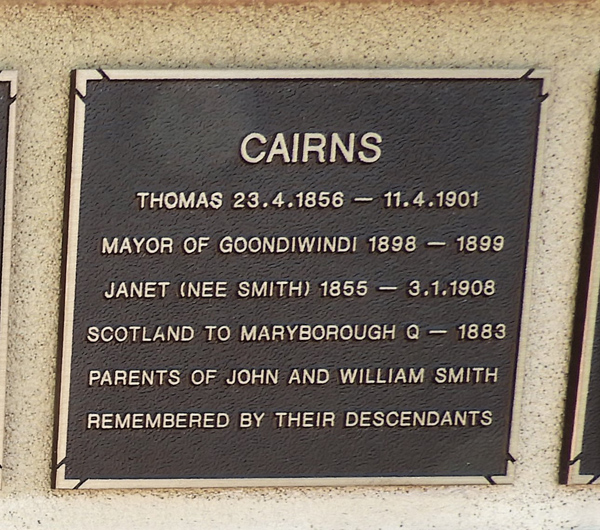 CAIRNS
THOMAS 23.4.1856 — 11.4.1901
MAYOR OF GOONDIWINDI 1898 — 1899
JANET (NEE SMITH) 1855 — 3.1.1908
SCOTLAND TO MARYBOROUGH Q — 1883
PARENTS OF JOHN AND WILLIAM SMITH
REMEMBERED BY THEIR DESCENDANTS